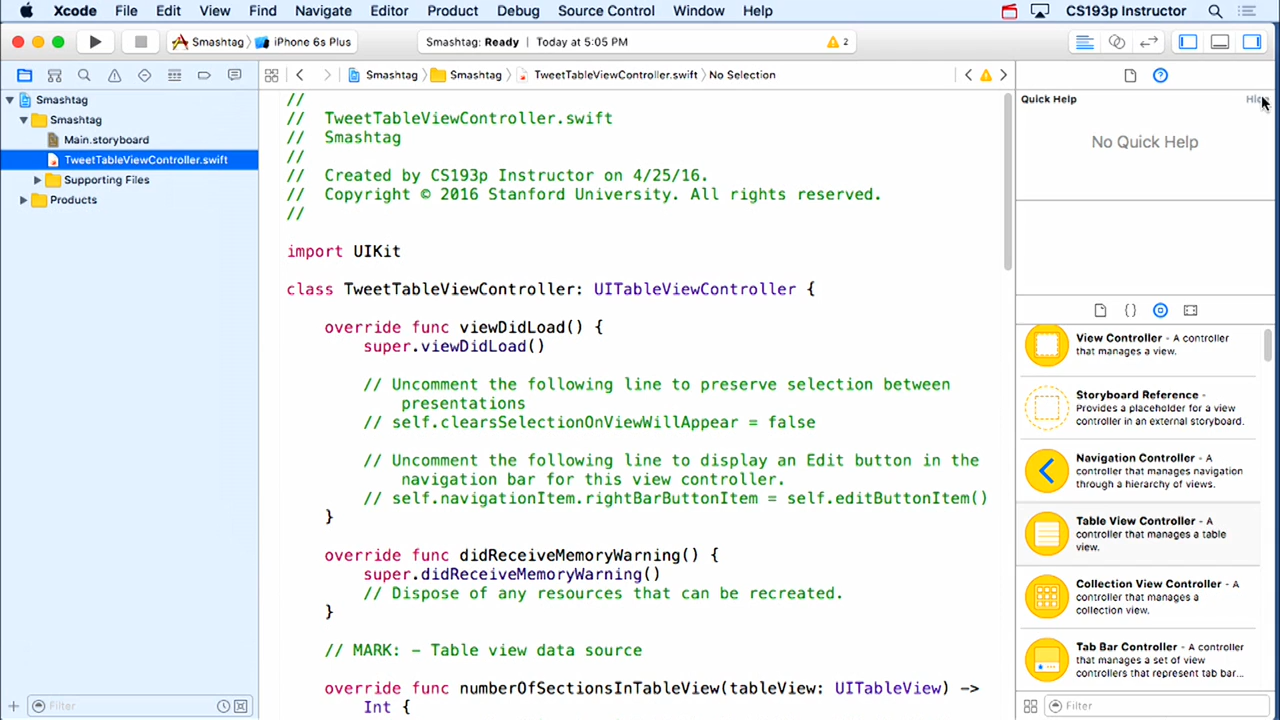 Xcode File Edit View Find Navigate Editor Product Debug Source Control Window Help CS193p Instructor
Smashtag iPhone 6s Plus Smashtag: Ready Today at 5:05 PM 2
Smashtag Smashtag TweetTableViewController.swift No Selection
Smashtag
Smashtag
Main.storyboard
TweetTableViewController.swift
Supporting Files
Products
Filter
//
// TweetTableViewController.swift
// Smashtag
//
// Created by CS193p Instructor on 4/25/16.
// Copyright © 2016 Stanford University. All rights reserved.
//
import UIKit
class TweetTableViewController: UITableViewController {
override func viewDidLoad() {
super.viewDidLoad()
// Uncomment the following line to preserve selection between
presentations
// self.clearsSelectionOnViewWillAppear = false
// Uncomment the following line to display an Edit button in the
navigation bar for this view controller.
// self.navigationItem.rightBarButtonItem = self.editButtonItem()
}
override func didReceiveMemoryWarning() {
super.didReceiveMemoryWarning()
// Dispose of any resources that can be recreated.
}
// MARK: - Table view data source
override func numberOfSectionsInTableView(tableView: UITableView) ->
Int {
Quick Help
No Quick Help
View Controller - A controller
that manages a view.
Storyboard Reference -
Provides a placeholder for a view
controller in an external storyboard.
Navigation Controller - A
controller that manages navigation
through a hierarchy of views.
Table View Controller - A
controller that manages a table
view.
Collection View Controller - A
controller that manages a
collection view.
Tab Bar Controller - A controller
that manages a set of view
controllers that represent tab bar...
Filter